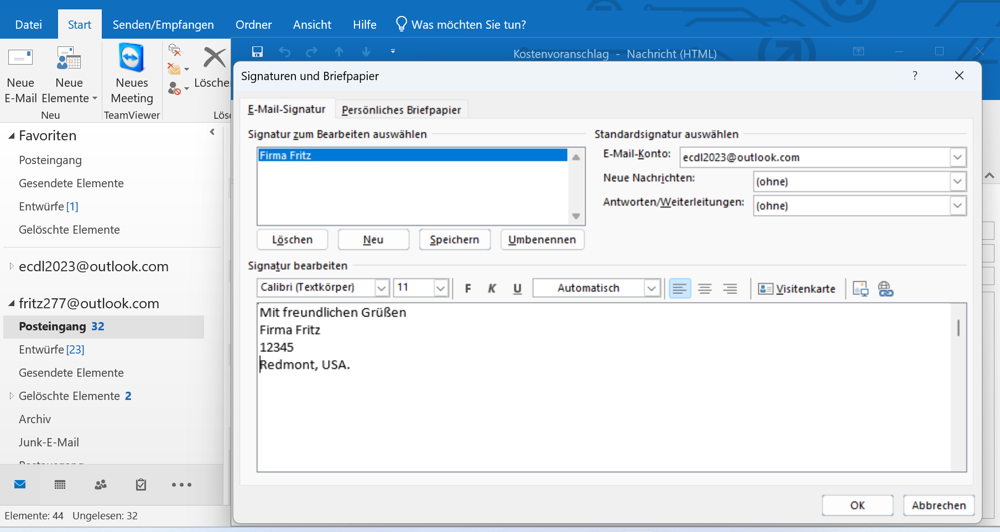 Datei Start Senden/Empfangen Ordner Ansicht Hilfe Was möchten Sie tun?
Kostenvoranschlag - Nachricht (HTML)
Neue E-Mail
Neue Elemente
Neues Meeting
Neu
TeamViewer
Favoriten
Posteingang
Gesendete Elemente
Entwürfe [1]
Gelöschte Elemente
ecdl2023@outlook.com
fritz277@outlook.com
Posteingang 32
Entwürfe [23]
Gesendete Elemente
Gelöschte Elemente 2
Archiv
Junk-E-Mail
Elemente: 44 Ungelesen: 32
Signaturen und Briefpapier ?
E-Mail-Signatur Persönliches Briefpapier
Signatur zum Bearbeiten auswählen
Firma Fritz
Löschen Neu Speichern Umbenennen
Standardsignatur auswählen
E-Mail-Konto: ecdl2023@outlook.com
Neue Nachrichten: (ohne)
Antworten/Weiterleitungen: (ohne)
Signatur bearbeiten
Calibri (Textkörper) 11 F K U Automatisch Visitenkarte
Mit freundlichen Grüßen
Firma Fritz
12345
Redmont, USA.
OK Abbrechen